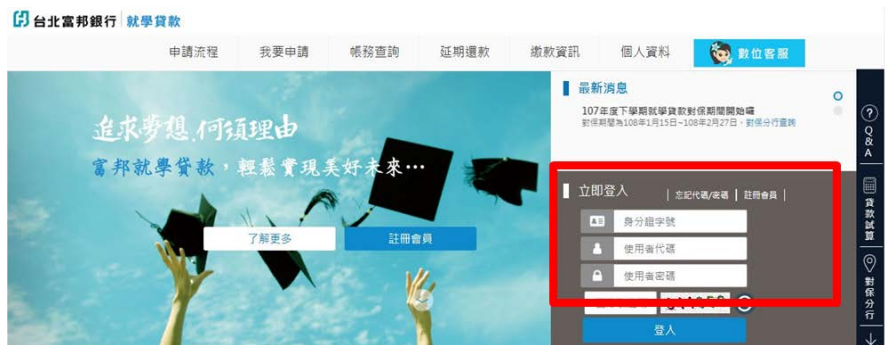 台北富邦銀行 就學貸款
申請流程 我要申請 帳務查詢 延期還款 繳款資訊 個人資料 數位客服
最新消息
107年度下學期就學貸款對保期間開始囉
對保期間為108年1月15日~108年2月27日，對保分行查詢
追求夢想，何須理由
富邦就學貸款，輕鬆實現美好未來…
了解更多 註冊會員
立即登入 | 忘記代碼/密碼 | 註冊會員 |
身分證字號
使用者代碼
使用者密碼
登入
Q&A
貸款試算
對保分行